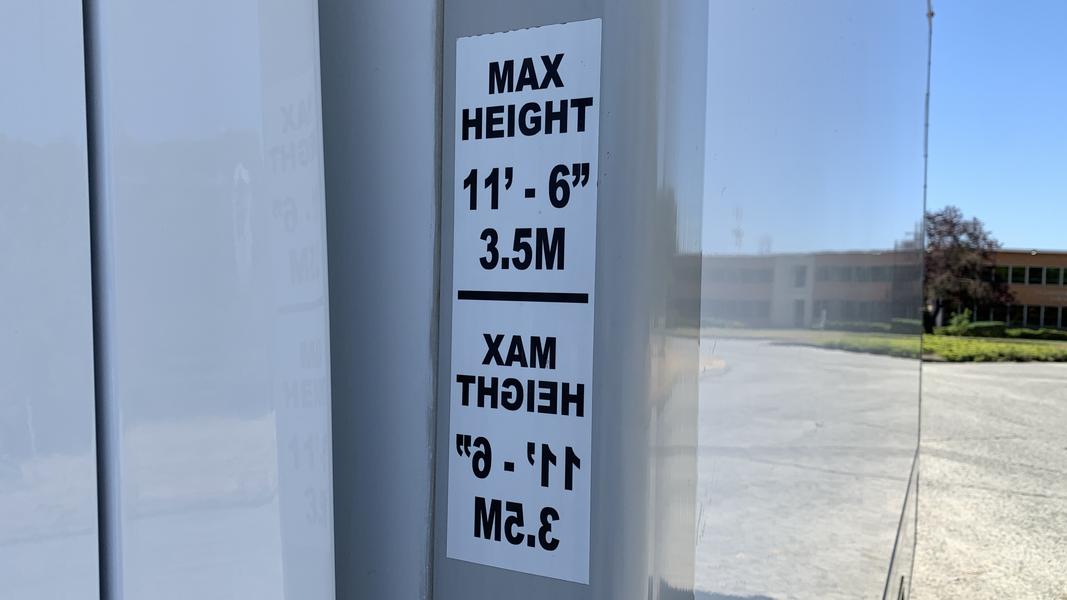 MAX
HEIGHT
11’ - 6”
3.5M
MAX
HEIGHT
11’ - 6”
3.5M